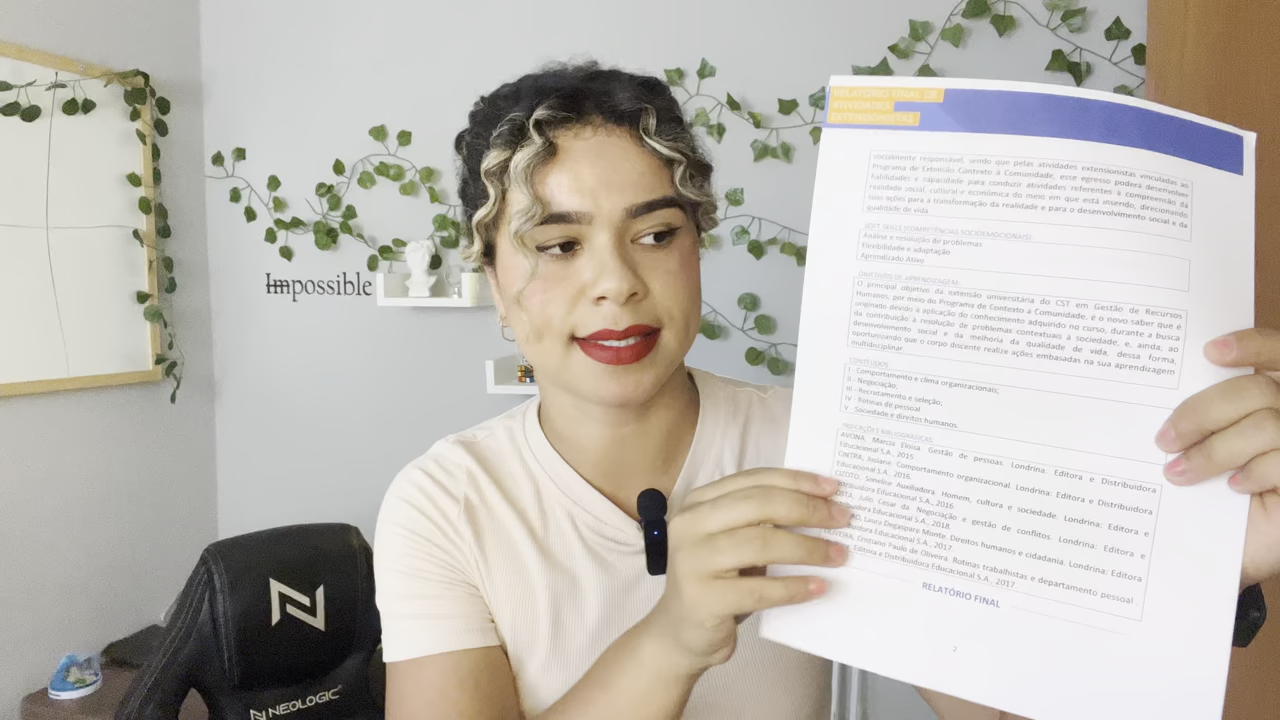 Impossible
NEOLOGIC
RELATÓRIO FINAL DE
ATIVIDADES
EXTENSIONISTAS
socialmente responsável, sendo que pelas atividades extensionistas vinculadas ao
Programa de Extensão Contexto à Comunidade, esse egresso poderá desenvolver
habilidades e capacidade para conduzir atividades referentes à compreensão da
realidade social, cultural e econômica do meio em que está inserido, direcionando
suas ações para a transformação da realidade e para o desenvolvimento social e da
qualidade de vida
SOFT SKILLS (COMPETÊNCIAS SOCIOEMOCIONAIS):
Análise e resolução de problemas
Flexibilidade e adaptação
Aprendizado Ativo
OBJETIVOS DE APRENDIZAGEM:
O principal objetivo da extensão universitária do CST em Gestão de Recursos
Humanos, por meio do Programa de Contexto à Comunidade, é o novo saber que é
originado devido à aplicação do conhecimento adquirido no curso, durante a busca
da contribuição à resolução de problemas contextuais à sociedade, e, ainda, ao
desenvolvimento social e da melhoria da qualidade de vida, dessa forma,
oportunizando que o corpo discente realize ações embasadas na sua aprendizagem
multidisciplinar.
CONTEÚDOS:
I - Comportamento e clima organizacionais;
II - Negociação;
III - Recrutamento e seleção;
IV - Rotinas de pessoal
V - Sociedade e direitos humanos.
BIBLIOGRÁFICAS:
AVONA, Marcia Eloisa. Gestão de pessoas. Londrina: Editora e Distribuidora
Educacional S.A., 2015.
CINTRA, Josiane. Comportamento organizacional. Londrina: Editora e Distribuidora
Educacional S.A., 2016.
CIZOTO, Sonelise Auxiliadora. Homem, cultura e sociedade. Londrina: Editora e
Distribuidora Educacional S.A., 2016.
Julio Cesar da. Negociação e gestão de conflitos. Londrina: Editora e
Educacional S.A., 2018.
Laura Degaspare Monte. Direitos humanos e cidadania. Londrina: Editora
Educacional S.A., 2017.
OLIVEIRA, Cristiano Paulo de Oliveira. Rotinas trabalhistas e departamento pessoal.
Editora e Distribuidora Educacional S.A., 2017
RELATÓRIO FINAL
2